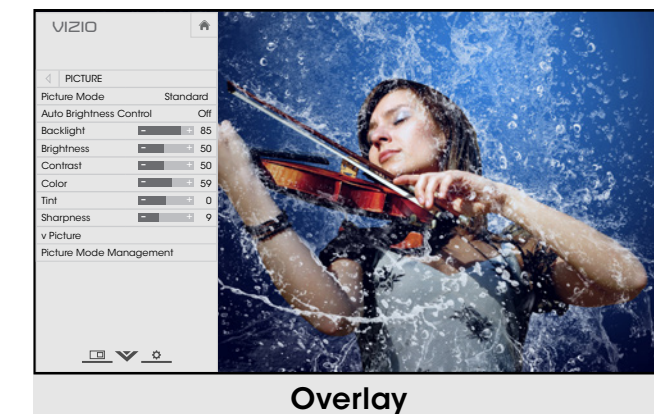 VIZIO
PICTURE
Picture Mode Standard
Auto Brightness Control Off
Backlight - + 85
Brightness - + 50
Contrast - + 50
Color - + 59
Tint - + 0
Sharpness - + 9
v Picture
Picture Mode Management
Overlay